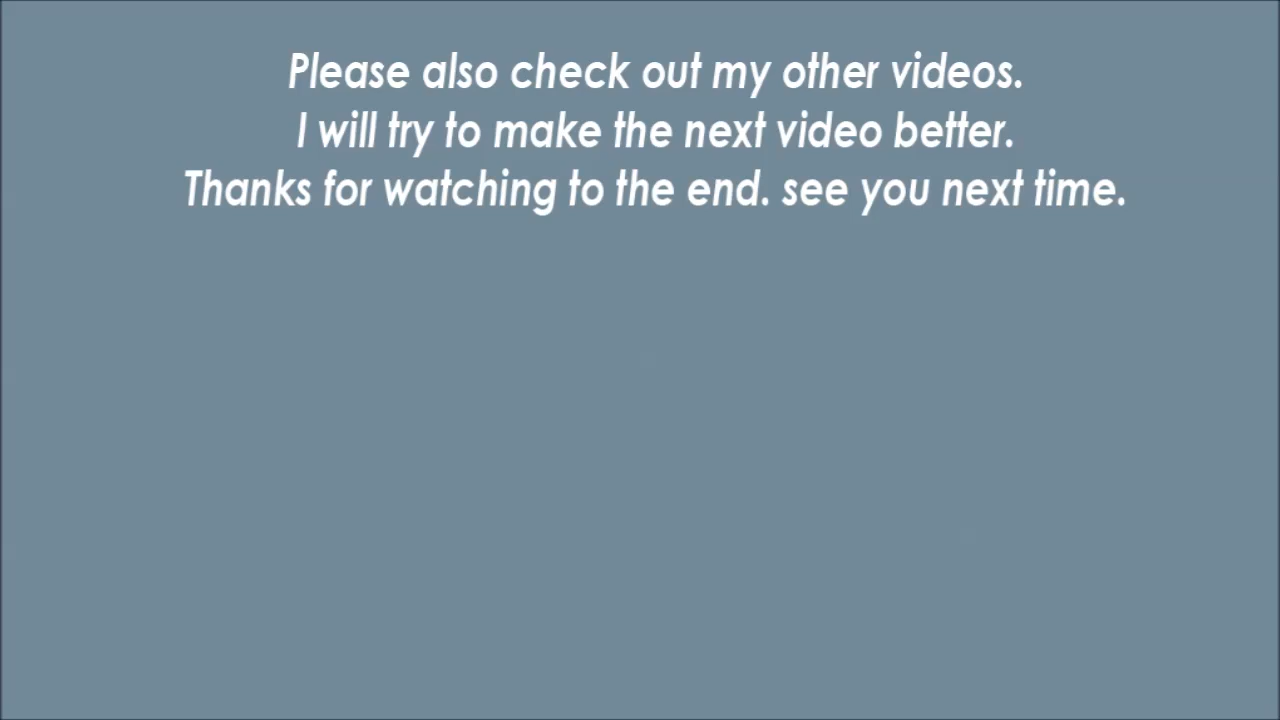 Please also check out my other videos.
I will try to make the next video better.
Thanks for watching to the end. see you next time.